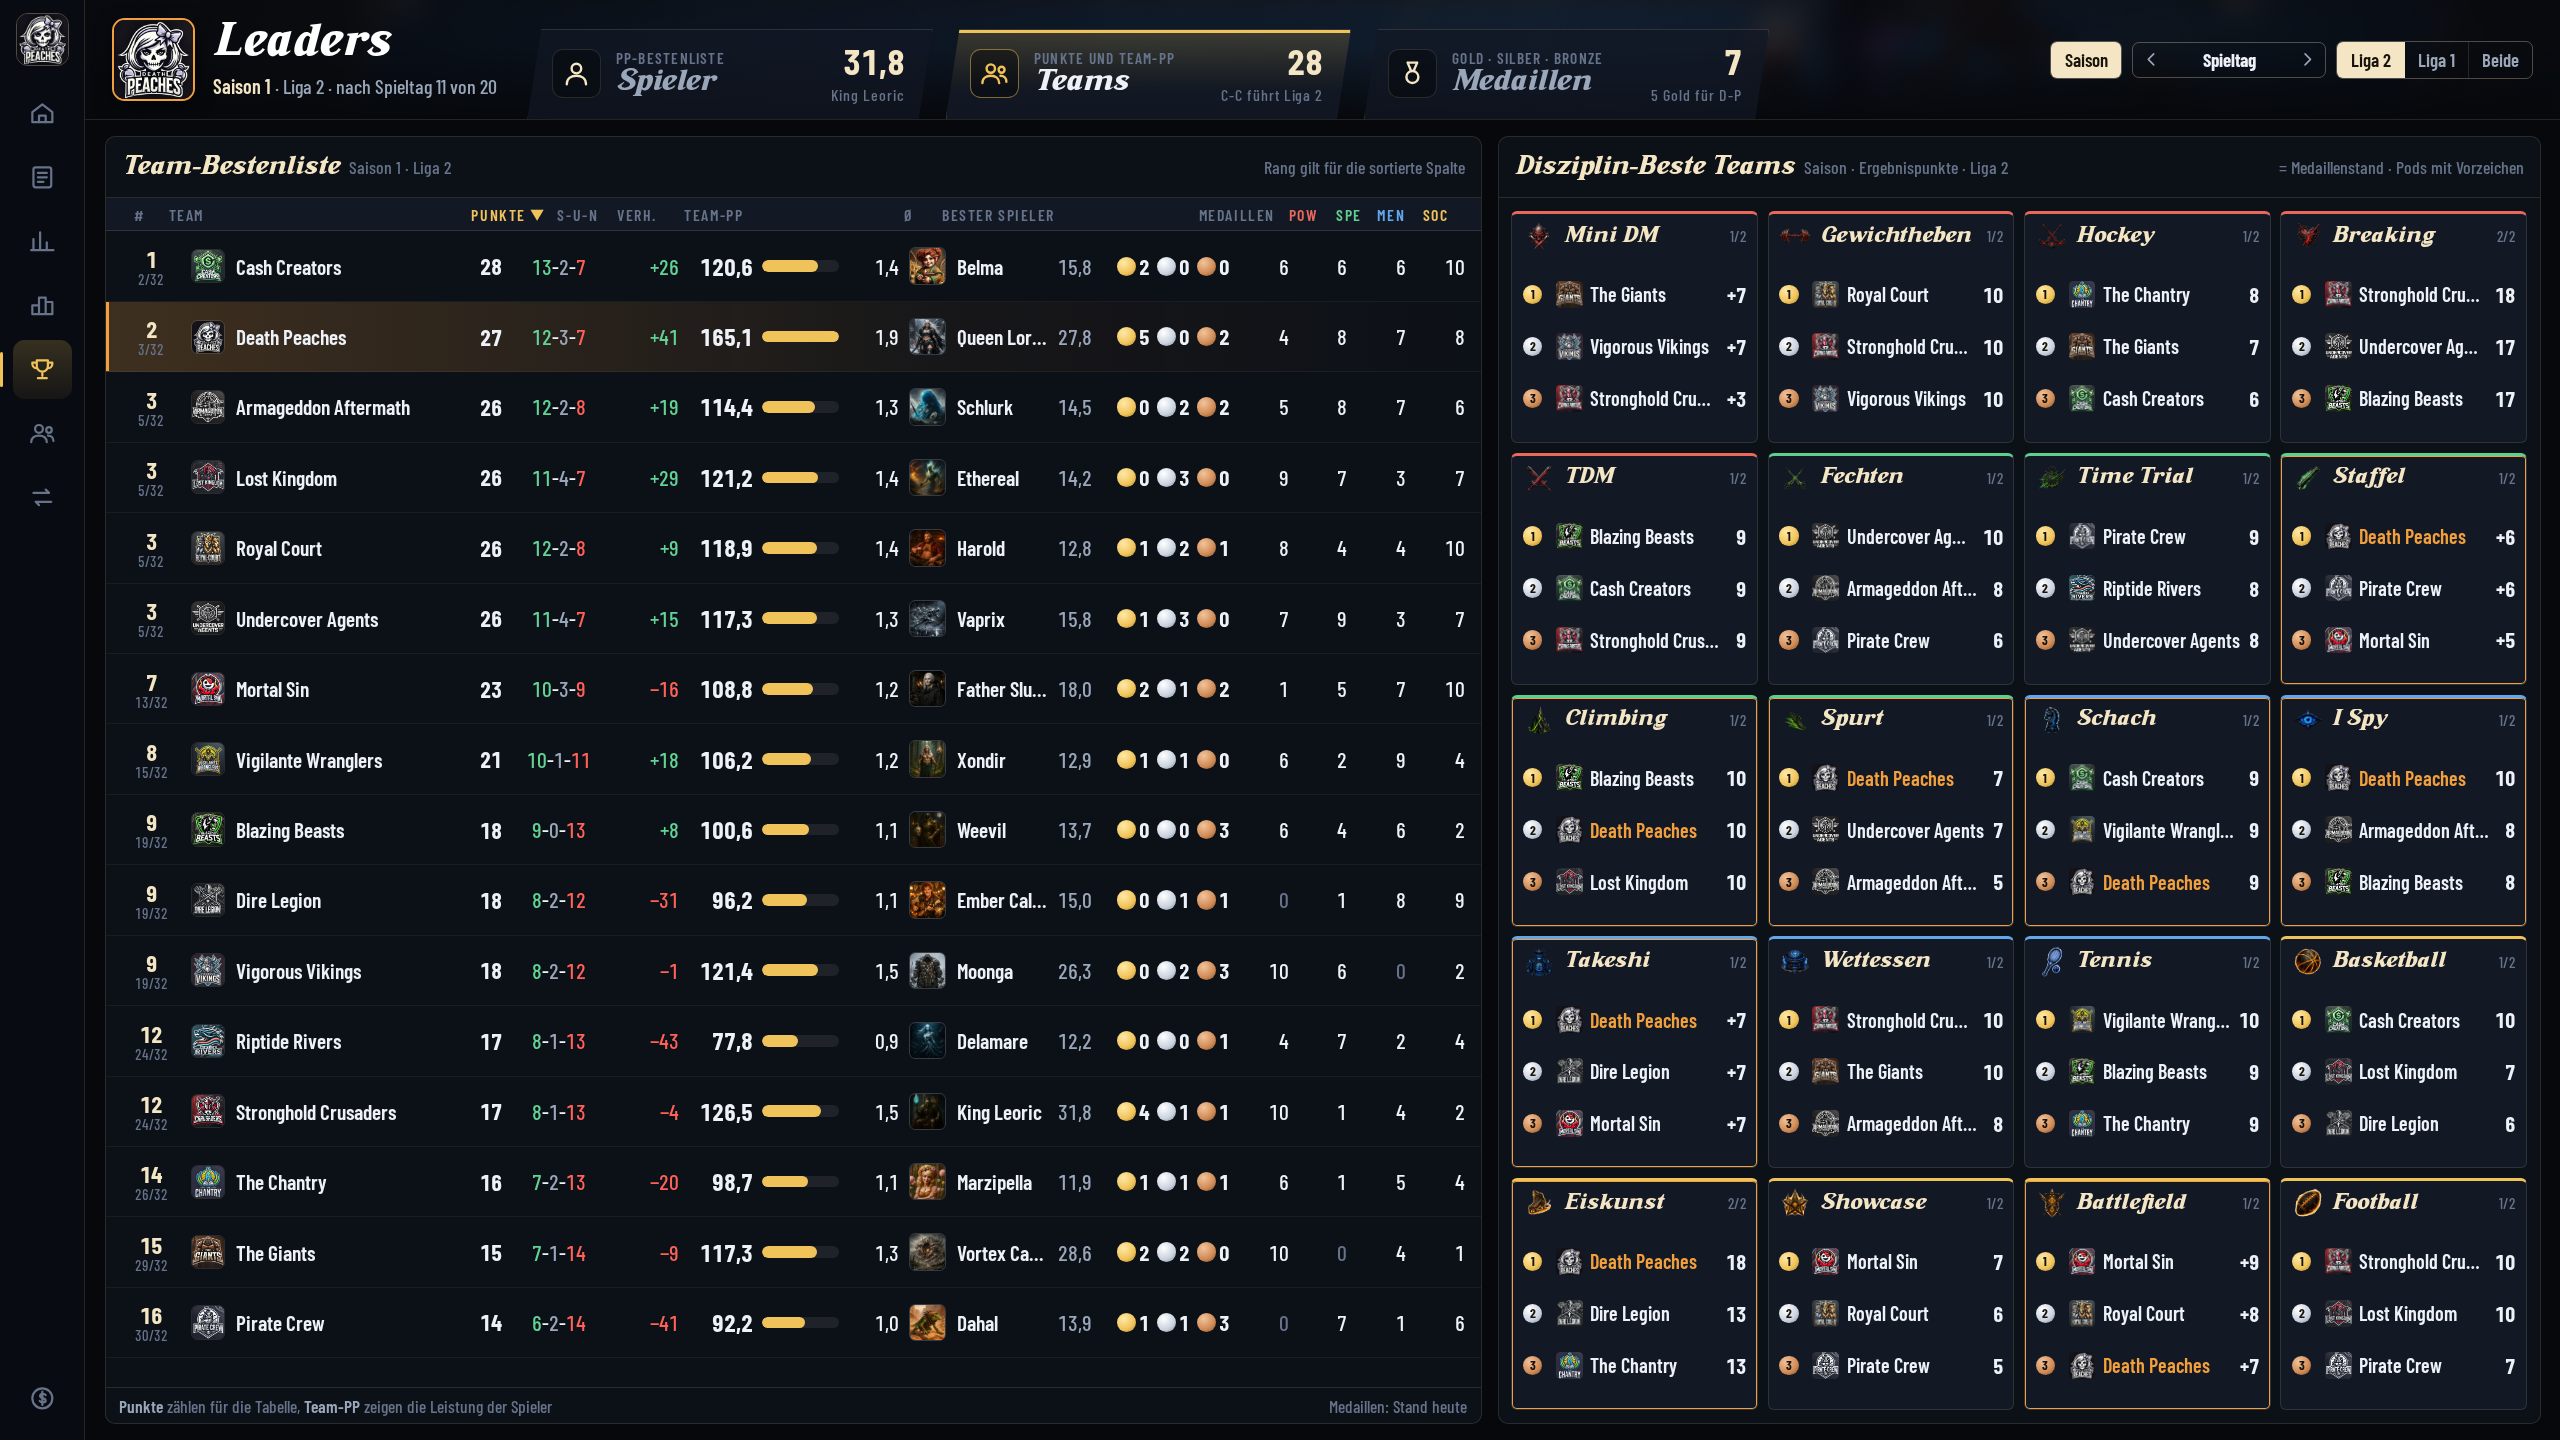 Leaders
Saison 1 · Liga 2 · nach Spieltag 11 von 20
PP-BESTENLISTE
Spieler
31,8
King Leoric
PUNKTE UND TEAM-PP
Teams
28
C-C führt Liga 2
GOLD · SILBER · BRONZE
Medaillen
7
5 Gold für D-P
Saison
Spieltag
Liga 2 Liga 1 Beide
Team-Bestenliste Saison 1 · Liga 2 Rang gilt für die sortierte Spalte
# TEAM PUNKTE ▼ S-U-N VERH. TEAM-PP Ø BESTER SPIELER MEDAILLEN POW SPE MEN SOC
1 2/32 Cash Creators 28 13-2-7 +26 120,6 1,4 Belma 15,8 2 0 0 6 6 6 10
2 3/32 Death Peaches 27 12-3-7 +41 165,1 1,9 Queen Lor... 27,8 5 0 2 4 8 7 8
3 5/32 Armageddon Aftermath 26 12-2-8 +19 114,4 1,3 Schlurk 14,5 0 2 2 5 8 7 6
3 5/32 Lost Kingdom 26 11-4-7 +29 121,2 1,4 Ethereal 14,2 0 3 0 9 7 3 7
3 5/32 Royal Court 26 12-2-8 +9 118,9 1,4 Harold 12,8 1 2 1 8 4 4 10
3 5/32 Undercover Agents 26 11-4-7 +15 117,3 1,3 Vaprix 15,8 1 3 0 7 9 3 7
7 13/32 Mortal Sin 23 10-3-9 −16 108,8 1,2 Father Slu... 18,0 2 1 2 1 5 7 10
8 15/32 Vigilante Wranglers 21 10-1-11 +18 106,2 1,2 Xondir 12,9 1 1 0 6 2 9 4
9 19/32 Blazing Beasts 18 9-0-13 +8 100,6 1,1 Weevil 13,7 0 0 3 6 4 6 2
9 19/32 Dire Legion 18 8-2-12 −31 96,2 1,1 Ember Cal... 15,0 0 1 1 0 1 8 9
9 19/32 Vigorous Vikings 18 8-2-12 −1 121,4 1,5 Moonga 26,3 0 2 3 10 6 0 2
12 24/32 Riptide Rivers 17 8-1-13 −43 77,8 0,9 Delamare 12,2 0 0 1 4 7 2 4
12 24/32 Stronghold Crusaders 17 8-1-13 −4 126,5 1,5 King Leoric 31,8 4 1 1 10 1 4 2
14 26/32 The Chantry 16 7-2-13 −20 98,7 1,1 Marzipella 11,9 1 1 1 6 1 5 4
15 29/32 The Giants 15 7-1-14 −9 117,3 1,3 Vortex Ca... 28,6 2 2 0 10 0 4 1
16 30/32 Pirate Crew 14 6-2-14 −41 92,2 1,0 Dahal 13,9 1 1 3 0 7 1 6
Punkte zählen für die Tabelle, Team-PP zeigen die Leistung der Spieler Medaillen: Stand heute
Disziplin-Beste Teams Saison · Ergebnispunkte · Liga 2 = Medaillenstand · Pods mit Vorzeichen
Mini DM 1/2
1 The Giants +7
2 Vigorous Vikings +7
3 Stronghold Cru... +3
Gewichtheben 1/2
1 Royal Court 10
2 Stronghold Cru... 10
3 Vigorous Vikings 10
Hockey 1/2
1 The Chantry 8
2 The Giants 7
3 Cash Creators 6
Breaking 2/2
1 Stronghold Cru... 18
2 Undercover Ag... 17
3 Blazing Beasts 17
TDM 1/2
1 Blazing Beasts 9
2 Cash Creators 9
3 Stronghold Crus... 9
Fechten 1/2
1 Undercover Ag... 10
2 Armageddon Aft... 8
3 Pirate Crew 6
Time Trial 1/2
1 Pirate Crew 9
2 Riptide Rivers 8
3 Undercover Agents 8
Staffel 1/2
1 Death Peaches +6
2 Pirate Crew +6
3 Mortal Sin +5
Climbing 1/2
1 Blazing Beasts 10
2 Death Peaches 10
3 Lost Kingdom 10
Spurt 1/2
1 Death Peaches 7
2 Undercover Agents 7
3 Armageddon Aft... 5
Schach 1/2
1 Cash Creators 9
2 Vigilante Wrangl... 9
3 Death Peaches 9
I Spy 1/2
1 Death Peaches 10
2 Armageddon Aft... 8
3 Blazing Beasts 8
Takeshi 1/2
1 Death Peaches +7
2 Dire Legion +7
3 Mortal Sin +7
Wettessen 1/2
1 Stronghold Cru... 10
2 The Giants 10
3 Armageddon Aft... 8
Tennis 1/2
1 Vigilante Wrang... 10
2 Blazing Beasts 9
3 The Chantry 9
Basketball 1/2
1 Cash Creators 10
2 Lost Kingdom 7
3 Dire Legion 6
Eiskunst 2/2
1 Death Peaches 18
2 Dire Legion 13
3 The Chantry 13
Showcase 1/2
1 Mortal Sin 7
2 Royal Court 6
3 Pirate Crew 5
Battlefield 1/2
1 Mortal Sin +9
2 Royal Court +8
3 Death Peaches +7
Football 1/2
1 Stronghold Cru... 10
2 Lost Kingdom 10
3 Pirate Crew 7